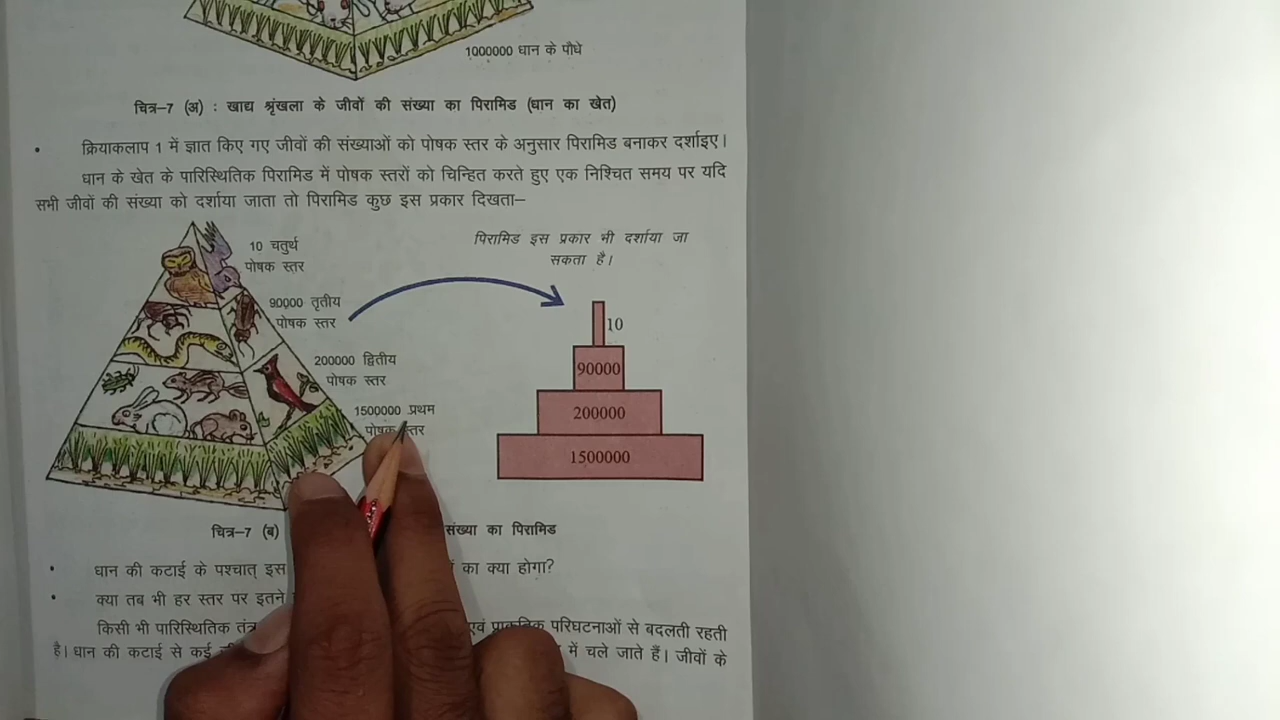 1000000 धान के पौधे
चित्र–7 (अ) : खाद्य श्रृंखला के जीवों की संख्या का पिरामिड (धान का खेत)
• क्रियाकलाप 1 में ज्ञात किए गए जीवों की संख्याओं को पोषक स्तर के अनुसार पिरामिड बनाकर दर्शाइए।
धान के खेत के पारिस्थितिक पिरामिड में पोषक स्तरों को चिन्हित करते हुए एक निश्चित समय पर यदि
सभी जीवों की संख्या को दर्शाया जाता तो पिरामिड कुछ इस प्रकार दिखता–
10 चतुर्थ
पोषक स्तर
90000 तृतीय
पोषक स्तर
200000 द्वितीय
पोषक स्तर
1500000 प्रथम
पोषक स्तर
पिरामिड इस प्रकार भी दर्शाया जा
सकता है।
10
90000
200000
1500000
चित्र–7 (ब) संख्या का पिरामिड
• धान की कटाई के पश्चात् इस का क्या होगा?
• क्या तब भी हर स्तर पर इतने
किसी भी पारिस्थितिक तंत्र एवं प्राकृतिक परिघटनाओं से बदलती रहती
है। धान की कटाई से कई में चले जाते हैं। जीवों के